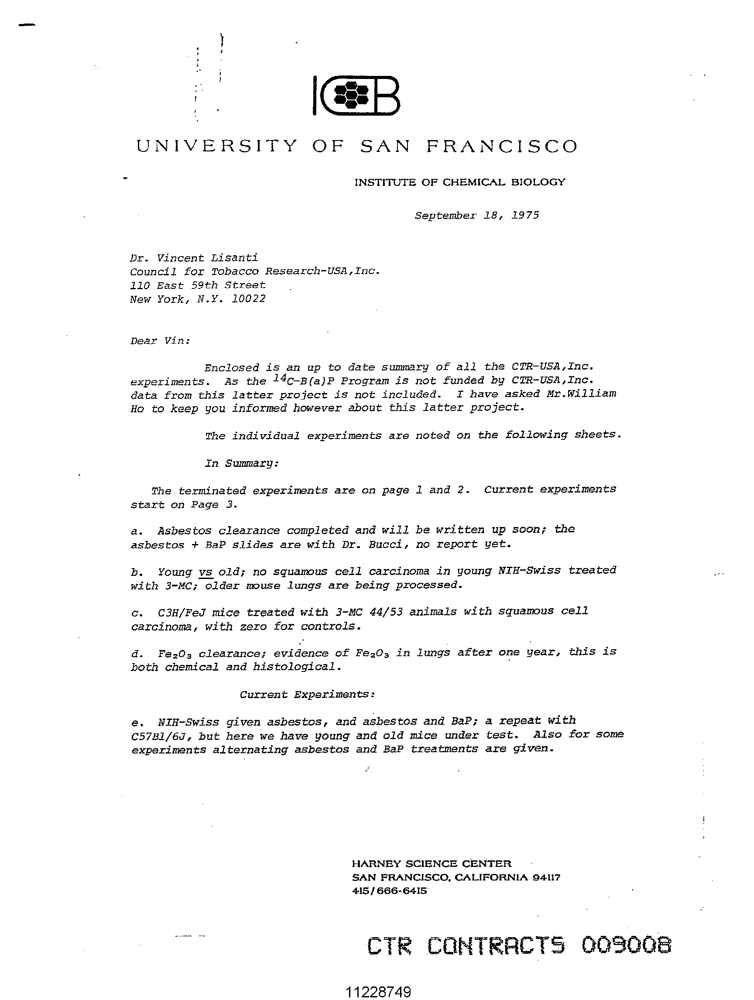 ICB
UNIVERSITY OF SAN FRANCISCO
INSTITUTE OF CHEMICAL BIOLOGY
September 18, 1975
Dr. Vincent Lisanti
Council for Tobacco Research-USA,Inc.
110 East 59th Street
New York, N.Y. 10022
Dear Vin:
Enclosed is an up to date summary of all the CTR-USA,Inc.
experiments. As the ¹⁴C-B(a)P Program is not funded by CTR-USA,Inc.
data from this latter project is not included. I have asked Mr.William
Ho to keep you informed however about this latter project.
The individual experiments are noted on the following sheets.
In Summary:
The terminated experiments are on page 1 and 2. Current experiments
start on Page 3.
a. Asbestos clearance completed and will be written up soon; the
asbestos + BaP slides are with Dr. Bucci, no report yet.
b. Young vs old; no squamous cell carcinoma in young NIH-Swiss treated
with 3-MC; older mouse lungs are being processed.
c. C3H/FeJ mice treated with 3-MC 44/53 animals with squamous cell
carcinoma, with zero for controls.
d. Fe₂O₃ clearance; evidence of Fe₂O₃ in lungs after one year, this is
both chemical and histological.
Current Experiments:
e. NIH-Swiss given asbestos, and asbestos and BaP; a repeat with
C57Bl/6J, but here we have young and old mice under test. Also for some
experiments alternating asbestos and BaP treatments are given.
HARNEY SCIENCE CENTER
SAN FRANCISCO, CALIFORNIA 94117
415/666-6415
CTR CONTRACTS 009008
11228749